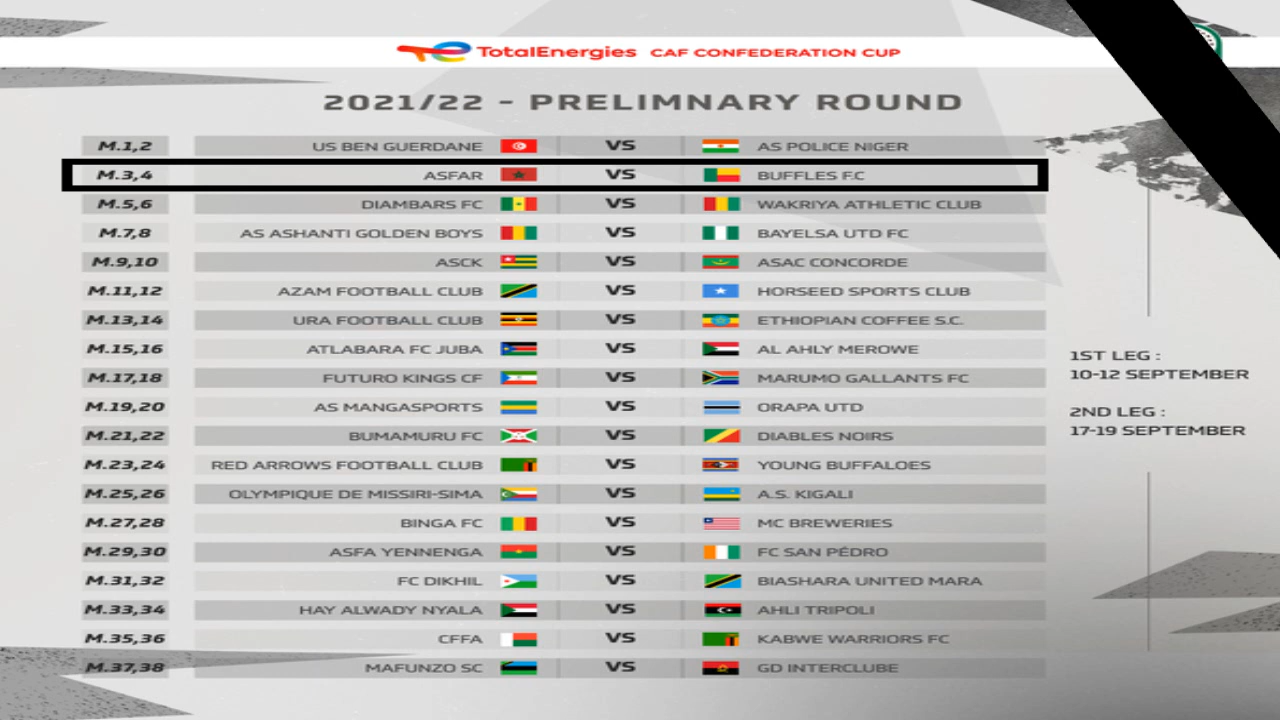 TotalEnergies CAF CONFEDERATION CUP
2021/22 - PRELIMNARY ROUND
M.1,2 US BEN GUERDANE VS AS POLICE NIGER
M.3,4 ASFAR VS BUFFLES F.C
M.5,6 DIAMBARS FC VS WAKRIYA ATHLETIC CLUB
M.7,8 AS ASHANTI GOLDEN BOYS VS BAYELSA UTD FC
M.9,10 ASCK VS ASAC CONCORDE
M.11,12 AZAM FOOTBALL CLUB VS HORSEED SPORTS CLUB
M.13,14 URA FOOTBALL CLUB VS ETHIOPIAN COFFEE S.C.
M.15,16 ATLABARA FC JUBA VS AL AHLY MEROWE
M.17,18 FUTURO KINGS CF VS MARUMO GALLANTS FC
M.19,20 AS MANGASPORTS VS ORAPA UTD
M.21,22 BUMAMURU FC VS DIABLES NOIRS
M.23,24 RED ARROWS FOOTBALL CLUB VS YOUNG BUFFALOES
M.25,26 OLYMPIQUE DE MISSIRI-SIMA VS A.S. KIGALI
M.27,28 BINGA FC VS MC BREWERIES
M.29,30 ASFA YENNENGA VS FC SAN PÉDRO
M.31,32 FC DIKHIL VS BIASHARA UNITED MARA
M.33,34 HAY ALWADY NYALA VS AHLI TRIPOLI
M.35,36 CFFA VS KABWE WARRIORS FC
M.37,38 MAFUNZO SC VS GD INTERCLUBE
1ST LEG :
10-12 SEPTEMBER
2ND LEG :
17-19 SEPTEMBER